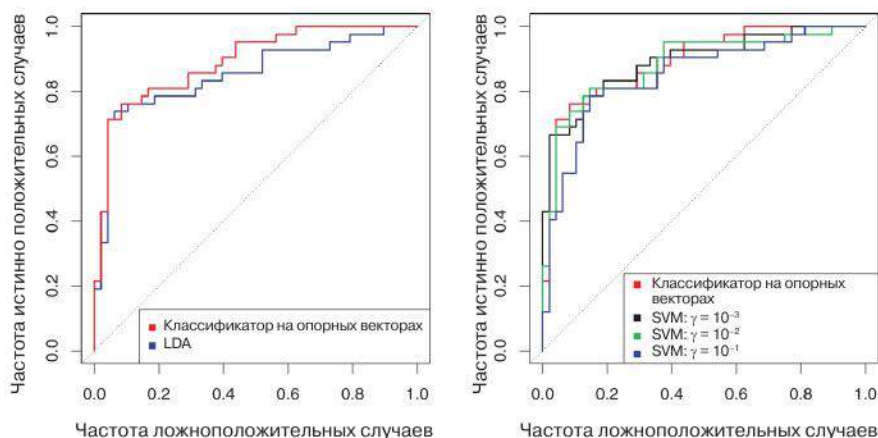 Частота истинно положительных случаев
1.0
0.8
0.6
0.4
0.2
0.0
Классификатор на опорных векторах
LDA
0.0 0.2 0.4 0.6 0.8 1.0
Частота ложноположительных случаев
Частота истинно положительных случаев
1.0
0.8
0.6
0.4
0.2
0.0
Классификатор на опорных
векторах
SVM: γ = 10⁻³
SVM: γ = 10⁻²
SVM: γ = 10⁻¹
0.0 0.2 0.4 0.6 0.8 1.0
Частота ложноположительных случаев